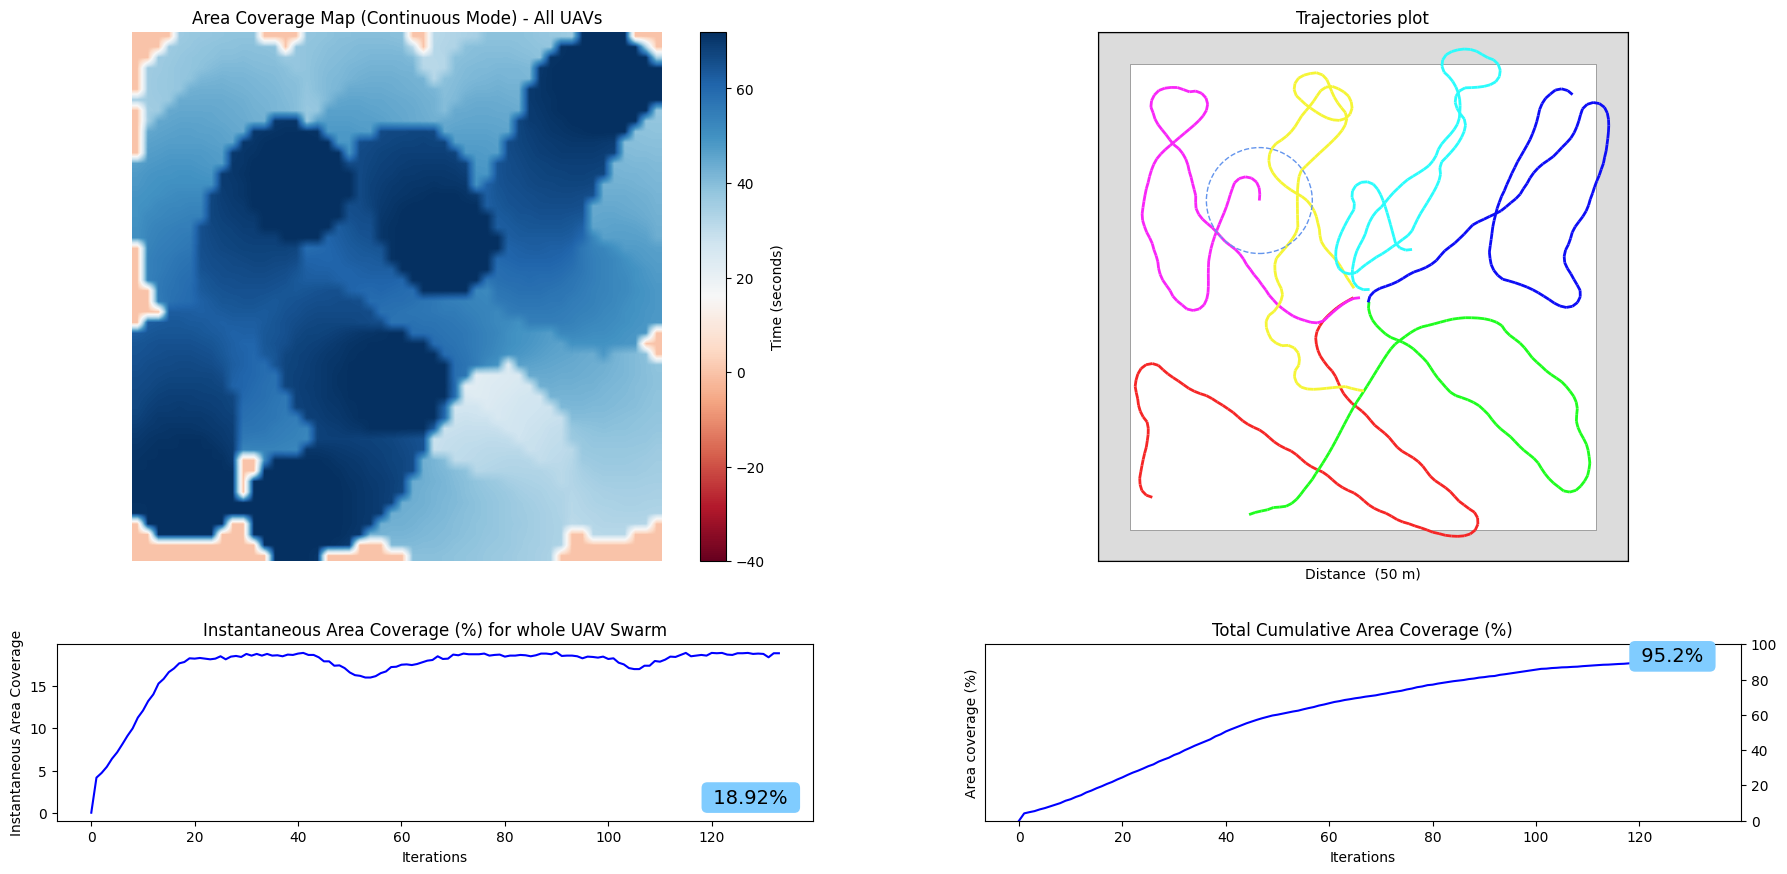 Area Coverage Map (Continuous Mode) - All UAVs
60
40
20
0
−20
−40
Time (seconds)
Trajectories plot
Distance  (50 m)
Instantaneous Area Coverage (%) for whole UAV Swarm
Instantaneous Area Coverage
15
10
5
0
18.92%
0 20 40 60 80 100 120
Iterations
Total Cumulative Area Coverage (%)
Area coverage (%)
95.2%
100
80
60
40
20
0
0 20 40 60 80 100 120
Iterations